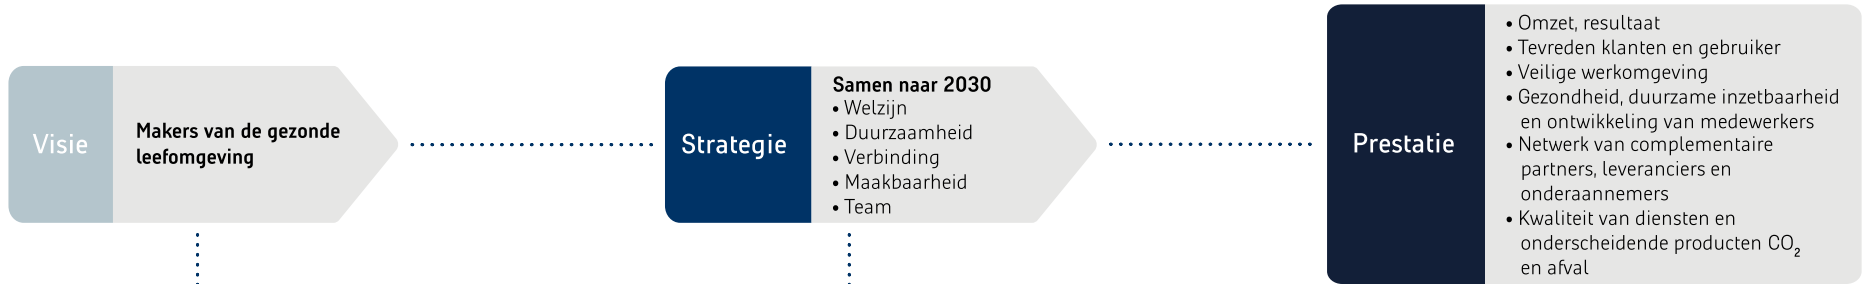 Visie
Makers van de gezonde
leefomgeving
Strategie
Samen naar 2030
• Welzijn
• Duurzaamheid
• Verbinding
• Maakbaarheid
• Team
Prestatie
• Omzet, resultaat
• Tevreden klanten en gebruiker
• Veilige werkomgeving
• Gezondheid, duurzame inzetbaarheid
en ontwikkeling van medewerkers
• Netwerk van complementaire
partners, leveranciers en
onderaannemers
• Kwaliteit van diensten en
onderscheidende producten CO₂
en afval